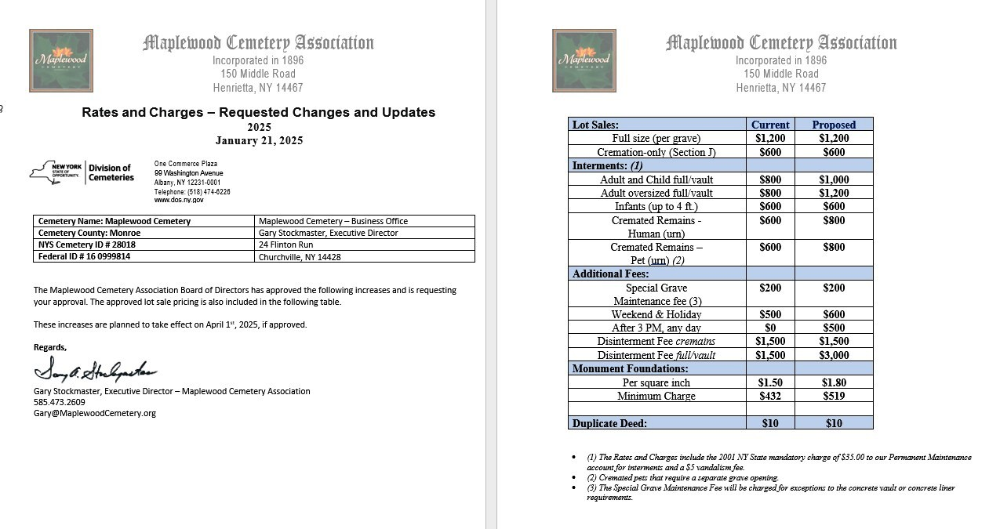 Maplewood
CEMETERY
Maplewood Cemetery Association
Incorporated in 1896
150 Middle Road
Henrietta, NY 14467
Rates and Charges – Requested Changes and Updates
2025
January 21, 2025
NEW YORK
STATE OF
OPPORTUNITY.
Division of
Cemeteries
One Commerce Plaza
99 Washington Avenue
Albany, NY 12231-0001
Telephone: (518) 474-6226
www.dos.ny.gov
Cemetery Name: Maplewood Cemetery Maplewood Cemetery – Business Office
Cemetery County: Monroe Gary Stockmaster, Executive Director
NYS Cemetery ID # 28018 24 Flinton Run
Federal ID # 16 0999814 Churchville, NY 14428
The Maplewood Cemetery Association Board of Directors has approved the following increases and is requesting
your approval. The approved lot sale pricing is also included in the following table.
These increases are planned to take effect on April 1st, 2025, if approved.
Regards,
Gary A. Stockmaster
Gary Stockmaster, Executive Director – Maplewood Cemetery Association
585.473.2609
Gary@MaplewoodCemetery.org
Maplewood
CEMETERY
Maplewood Cemetery Association
Incorporated in 1896
150 Middle Road
Henrietta, NY 14467
Lot Sales: Current Proposed
Full size (per grave) $1,200 $1,200
Cremation-only (Section J) $600 $600
Interments: (1)
Adult and Child full/vault $800 $1,000
Adult oversized full/vault $800 $1,200
Infants (up to 4 ft.) $600 $600
Cremated Remains - $600 $800
Human (urn)
Cremated Remains – $600 $800
Pet (urn) (2)
Additional Fees:
Special Grave $200 $200
Maintenance fee (3)
Weekend & Holiday $500 $600
After 3 PM, any day $0 $500
Disinterment Fee cremains $1,500 $1,500
Disinterment Fee full/vault $1,500 $3,000
Monument Foundations:
Per square inch $1.50 $1.80
Minimum Charge $432 $519
Duplicate Deed: $10 $10
• (1) The Rates and Charges include the 2001 NY State mandatory charge of $35.00 to our Permanent Maintenance
account for interments and a $5 vandalism fee.
• (2) Cremated pets that require a separate grave opening.
• (3) The Special Grave Maintenance Fee will be charged for exceptions to the concrete vault or concrete liner
requirements.